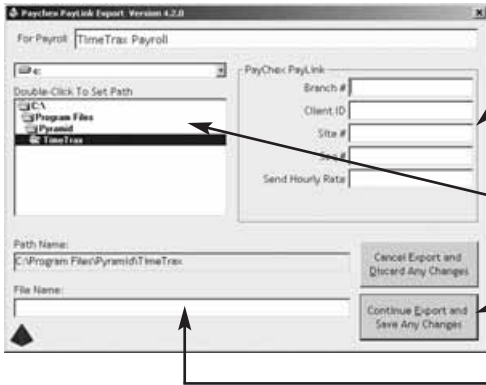 Paychex PayLink Export Version 4.2.0
For Payroll TimeTrax Payroll
c:
Double-Click To Set Path
C:\
Program Files
Pyramid
TimeTrax
PayChex PayLink
Branch #
Client ID
Site #
#
Send Hourly Rate
Path Name:
C:\Program Files\Pyramid\TimeTrax
File Name:
Cancel Export and
Discard Any Changes
Continue Export and
Save Any Changes